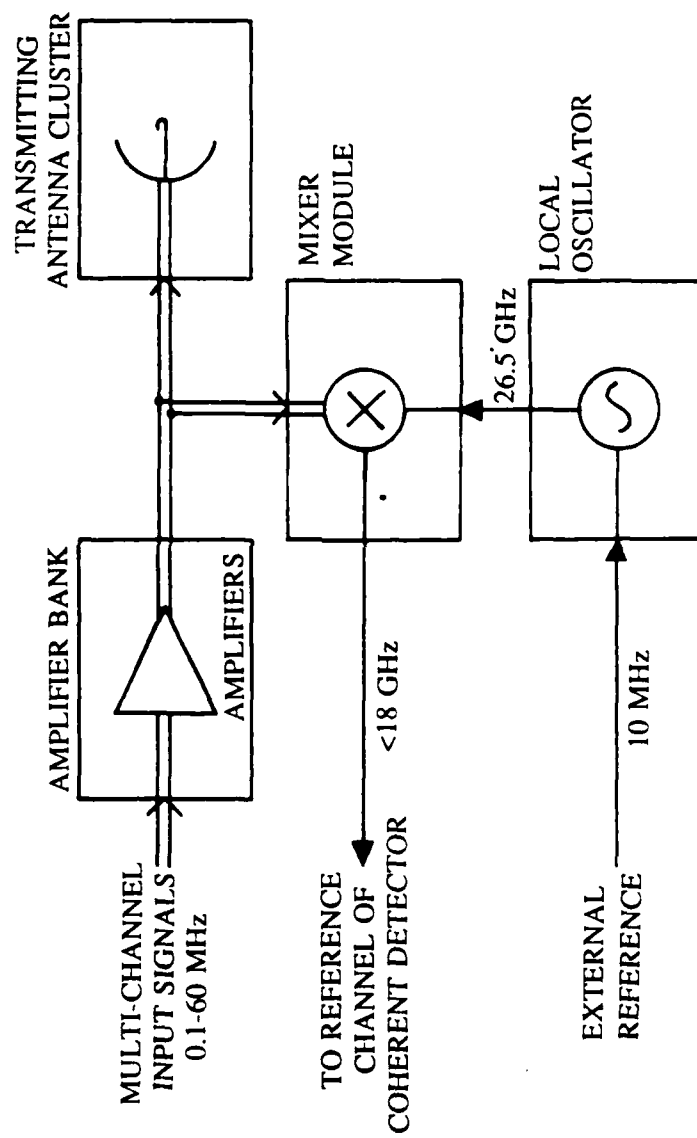 MULTI-CHANNEL
INPUT SIGNALS
0.1-60 MHz
AMPLIFIER BANK
AMPLIFIERS
TRANSMITTING
ANTENNA CLUSTER
TO REFERENCE
CHANNEL OF
COHERENT DETECTOR
<18 GHz
MIXER
MODULE
26.5 GHz
EXTERNAL
REFERENCE
10 MHz
LOCAL
OSCILLATOR